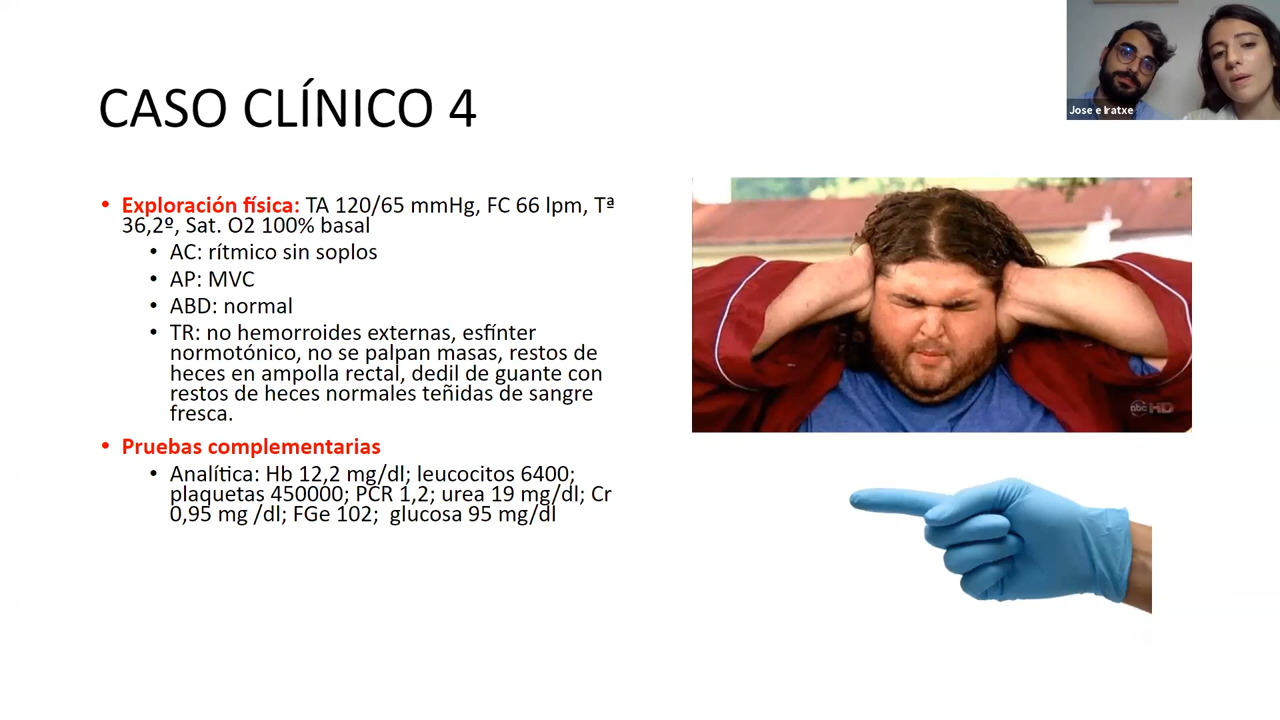 CASO CLÍNICO 4
Jose e Iratxe
• Exploración física: TA 120/65 mmHg, FC 66 lpm, Tª
36,2º, Sat. O2 100% basal
• AC: rítmico sin soplos
• AP: MVC
• ABD: normal
• TR: no hemorroides externas, esfínter
normotónico, no se palpan masas, restos de
heces en ampolla rectal, dedil de guante con
restos de heces normales teñidas de sangre
fresca.
• Pruebas complementarias
• Analítica: Hb 12,2 mg/dl; leucocitos 6400;
plaquetas 450000; PCR 1,2; urea 19 mg/dl; Cr
0,95 mg /dl; FGe 102; glucosa 95 mg/dl
abc HD